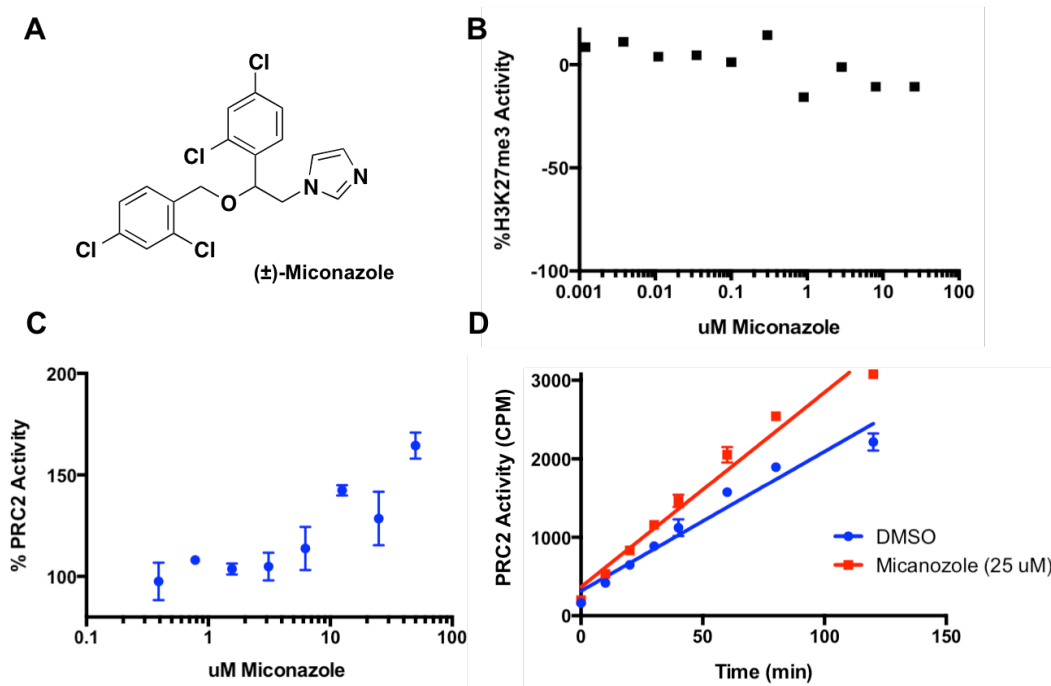 A
Cl
Cl
N
N
O
Cl
Cl
(±)-Miconazole
B
%H3K27me3 Activity
0
-50
-100
0.001
0.01
0.1
1
10
100
uM Miconazole
C
% PRC2 Activity
200
150
100
0.1
1
10
100
uM Miconazole
D
PRC2 Activity (CPM)
3000
2000
1000
0
0
50
100
150
DMSO
Micanozole (25 uM)
Time (min)